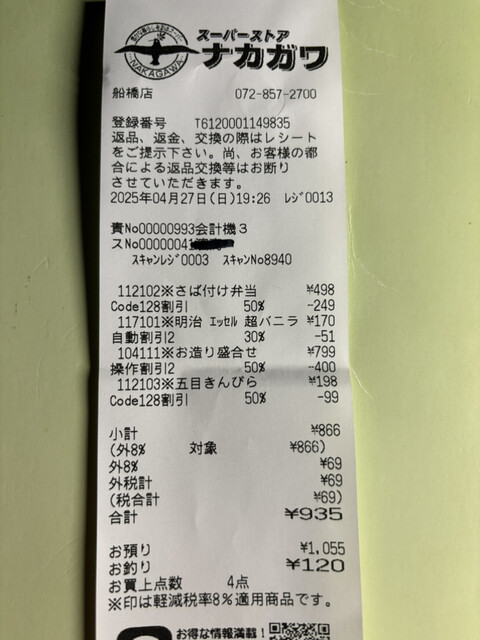 スーパーストア
ナカガワ
NAKAGAWA
船橋店 072-857-2700
登録番号 T6120001149835
返品、返金、交換の際はレシート
をご提示下さい。尚、お客様の都
合による返品交換等はお断り
させていただきます。
2025年04月27日(日)19:26 ﾚｼﾞ0013
責No00000993会計機3
スNo00000041
ｽｷｬﾝﾚｼﾞ0003 ｽｷｬﾝNo8940
112102※さば付け弁当 ¥498
Code128割引 50% -249
117101※明治 ｴｯｾﾙ 超バニラ ¥170
自動割引2 30% -51
104111※お造り盛合せ ¥799
操作割引2 50% -400
112103※五目きんぴら ¥198
Code128割引 50% -99
小計 ¥866
(外8% 対象 ¥866)
外8% ¥69
外税計 ¥69
(税合計 ¥69)
合計 ¥935
お預り ¥1,055
お釣り ¥120
お買上点数 4点
※印は軽減税率8%適用商品です。
お得な情報満載!